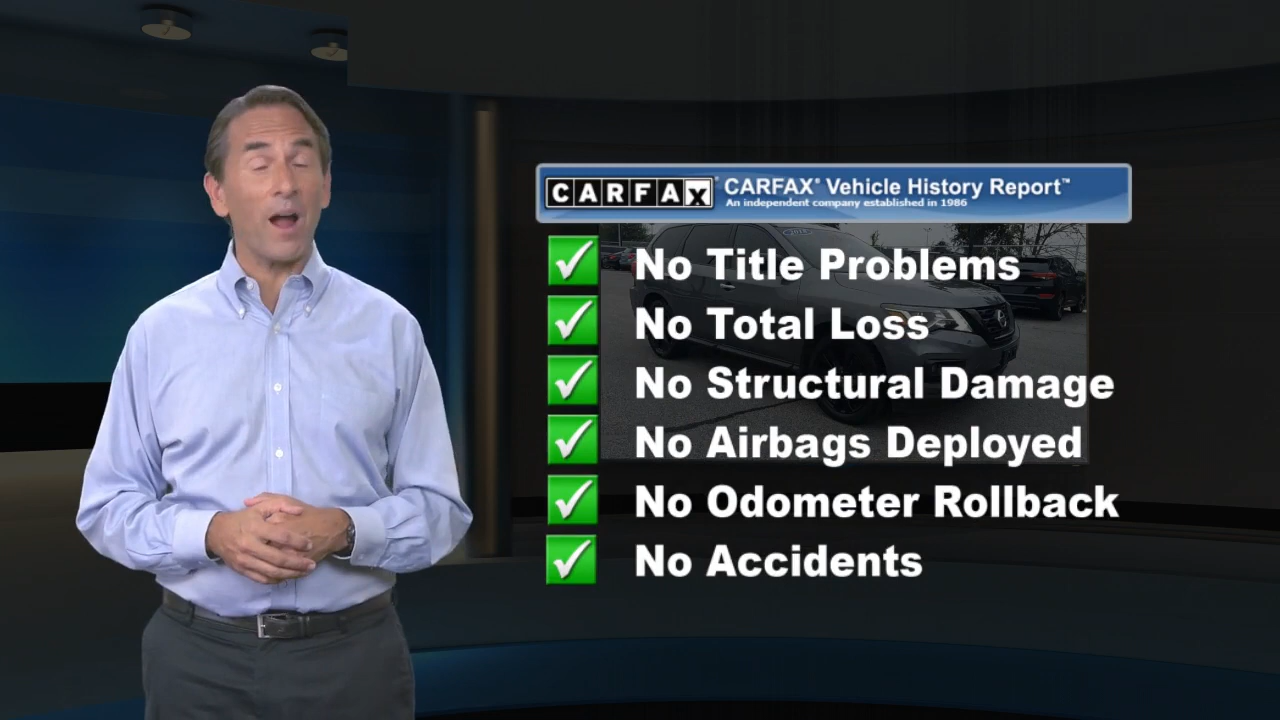 CARFAX® CARFAX® Vehicle History Report™
An independent company established in 1986
No Title Problems
No Total Loss
No Structural Damage
No Airbags Deployed
No Odometer Rollback
No Accidents